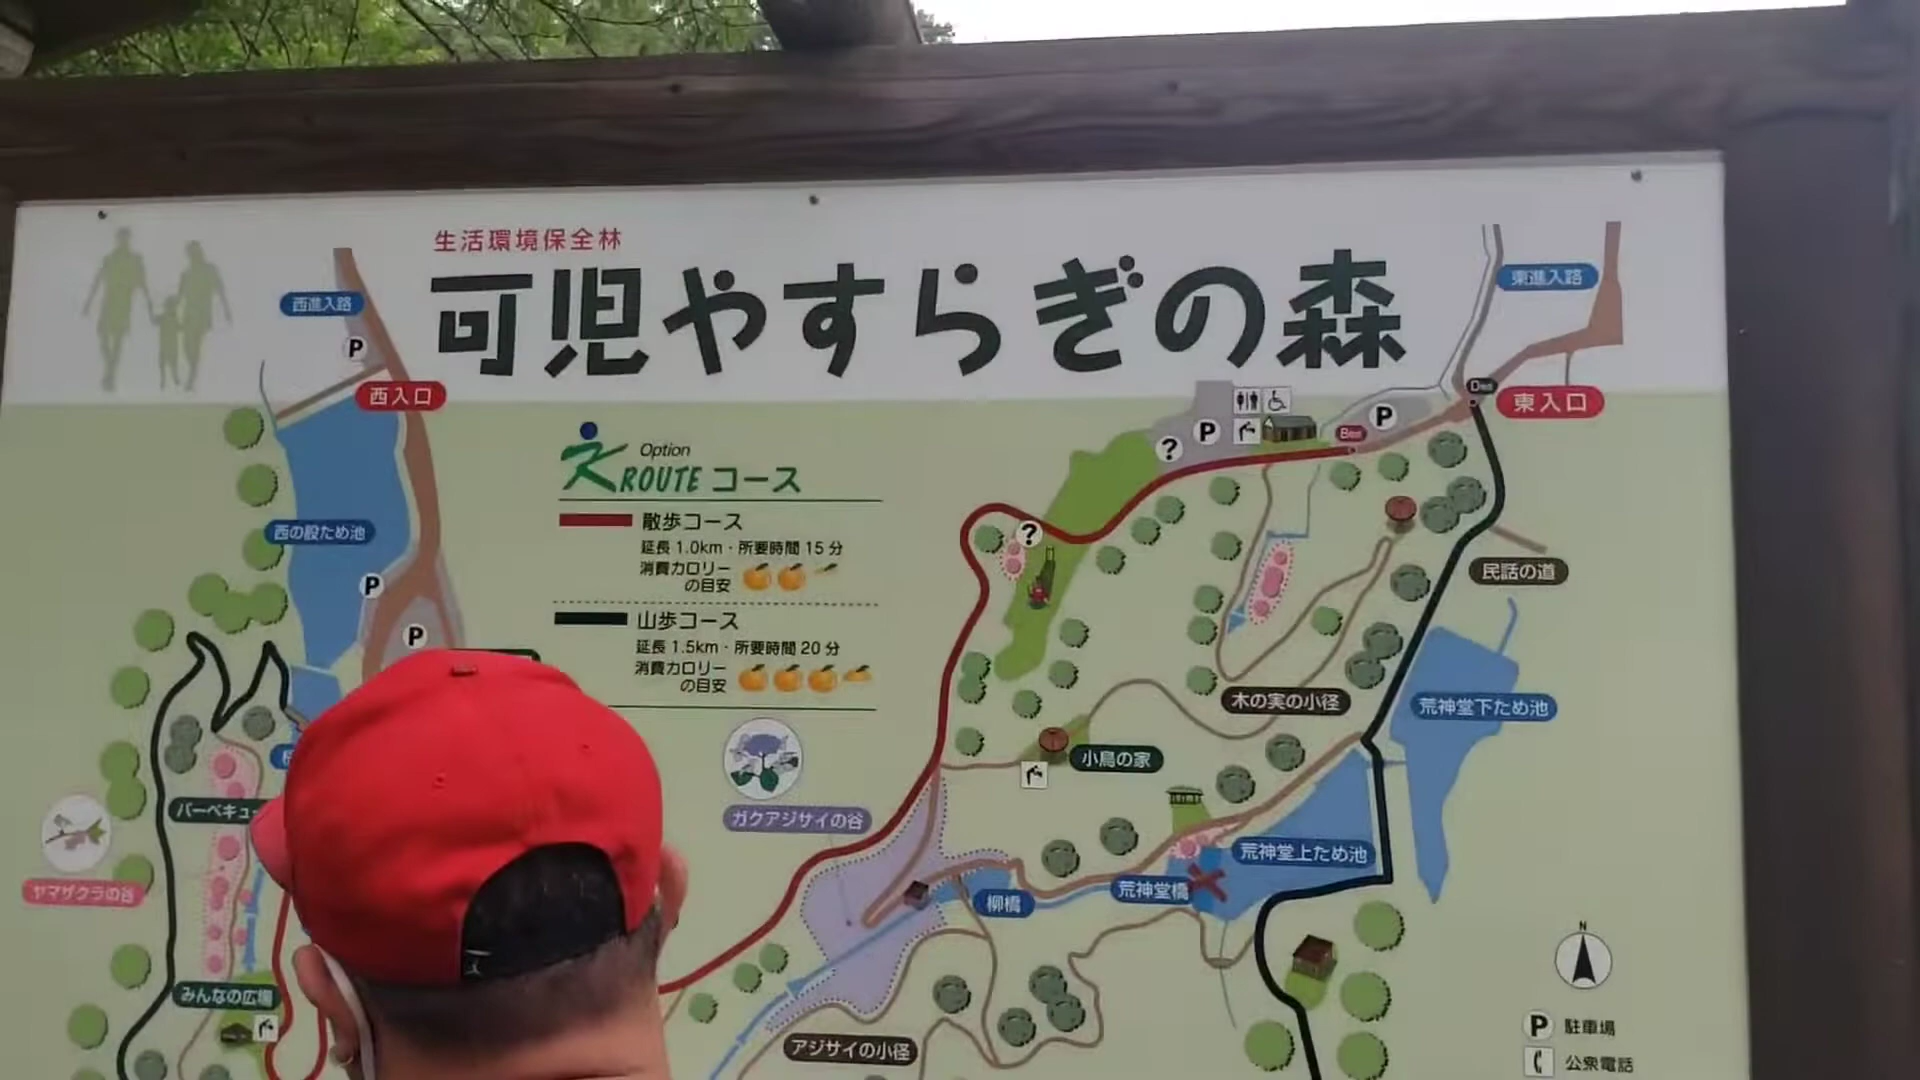 生活環境保全林
可児やすらぎの森
西進入路
P
西入口
東進入路
東入口
Option
K ROUTE コース
散歩コース
延長 1.0km・所要時間 15 分
消費カロリー
の目安
山歩コース
延長 1.5km・所要時間 20 分
消費カロリー
の目安
P
P
?
?
西の股ため池
P
P
民話の道
木の実の小径
荒神堂下ため池
小鳥の家
ガクアジサイの谷
バーベキュー
ヤマザクラの谷
荒神堂上ため池
荒神堂橋
柳橋
みんなの広場
アジサイの小径
N
P 駐車場
公衆電話